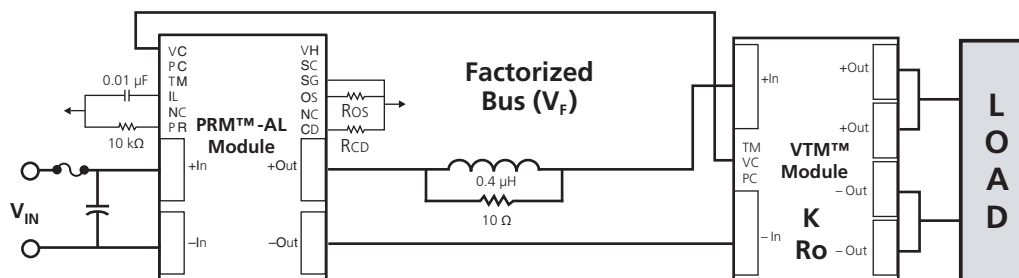 VC
PC
TM
IL
NC
PR
VH
SC
SG
OS
NC
CD
0.01 µF
10 kΩ
ROS
RCD
PRM™-AL
Module
+In
–In
+Out
–Out
VIN
Factorized
Bus (VF)
0.4 µH
10 Ω
+In
TM
VC
PC
– In
VTM™
Module
K
Ro
+Out
+Out
– Out
– Out
L
O
A
D